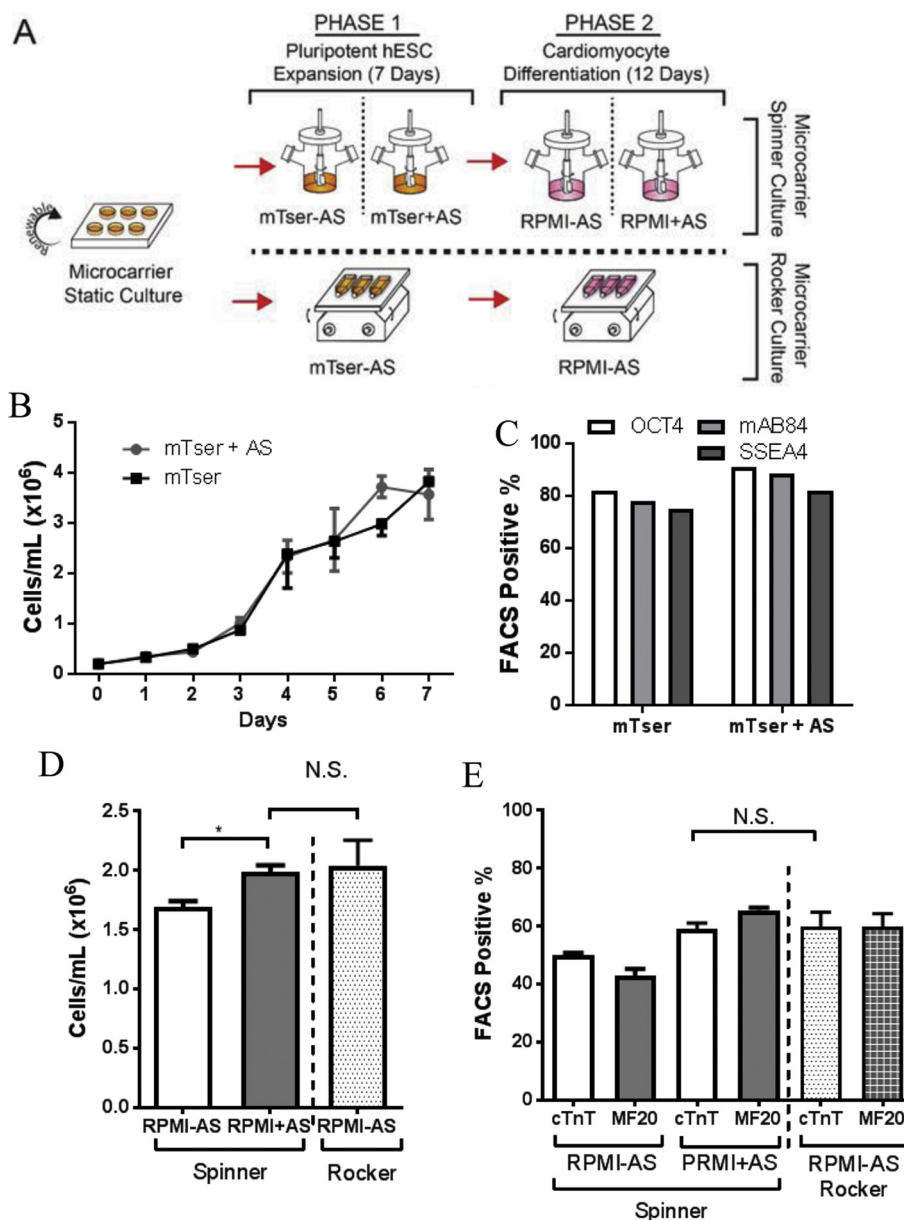 A
PHASE 1
Pluripotent hESC
Expansion (7 Days)
PHASE 2
Cardiomyocyte
Differentiation (12 Days)
mTser-AS
mTser+AS
RPMI-AS
RPMI+AS
Microcarrier
Spinner Culture
Renewable
Microcarrier
Static Culture
mTser-AS
RPMI-AS
Microcarrier
Rocker Culture
B
Cells/mL (x10⁶)
5
4
3
2
1
0
mTser + AS
mTser
0 1 2 3 4 5 6 7
Days
C
OCT4
mAB84
SSEA4
FACS Positive %
100
80
60
40
20
0
mTser
mTser + AS
D
N.S.
*
Cells/mL (x10⁶)
2.5
2.0
1.5
1.0
0.5
0.0
RPMI-AS RPMI+AS RPMI-AS
Spinner
Rocker
E
N.S.
FACS Positive %
100
80
60
40
20
0
cTnT MF20 cTnT MF20 cTnT MF20
RPMI-AS
PRMI+AS
RPMI-AS
Rocker
Spinner